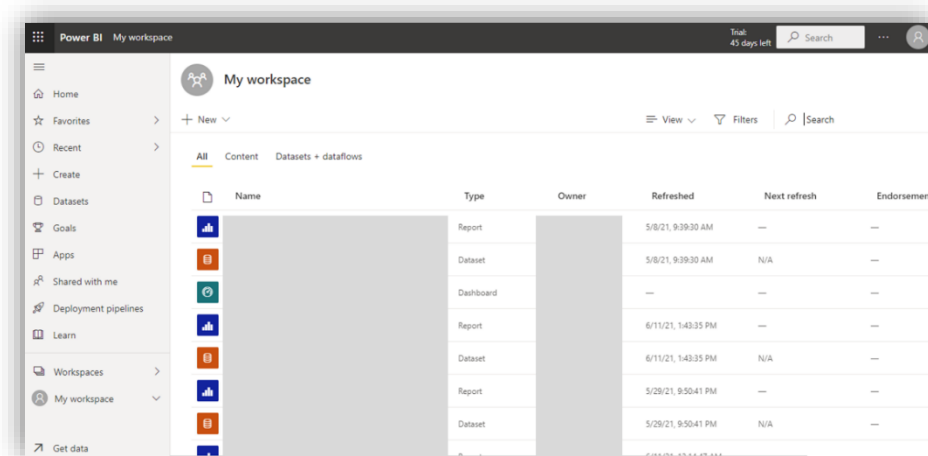 Power BI My workspace
Trial:
45 days left
Search
Home
Favorites
Recent
Create
Datasets
Goals
Apps
Shared with me
Deployment pipelines
Learn
Workspaces
My workspace
Get data
My workspace
New
View
Filters
Search
All Content Datasets + dataflows
Name Type Owner Refreshed Next refresh
Report 5/8/21, 9:39:30 AM — —
Dataset 5/8/21, 9:39:30 AM N/A —
Dashboard — — —
Report 6/11/21, 1:43:35 PM — —
Dataset 6/11/21, 1:43:35 PM N/A —
Report 5/29/21, 9:50:41 PM — —
Dataset 5/29/21, 9:50:41 PM N/A —